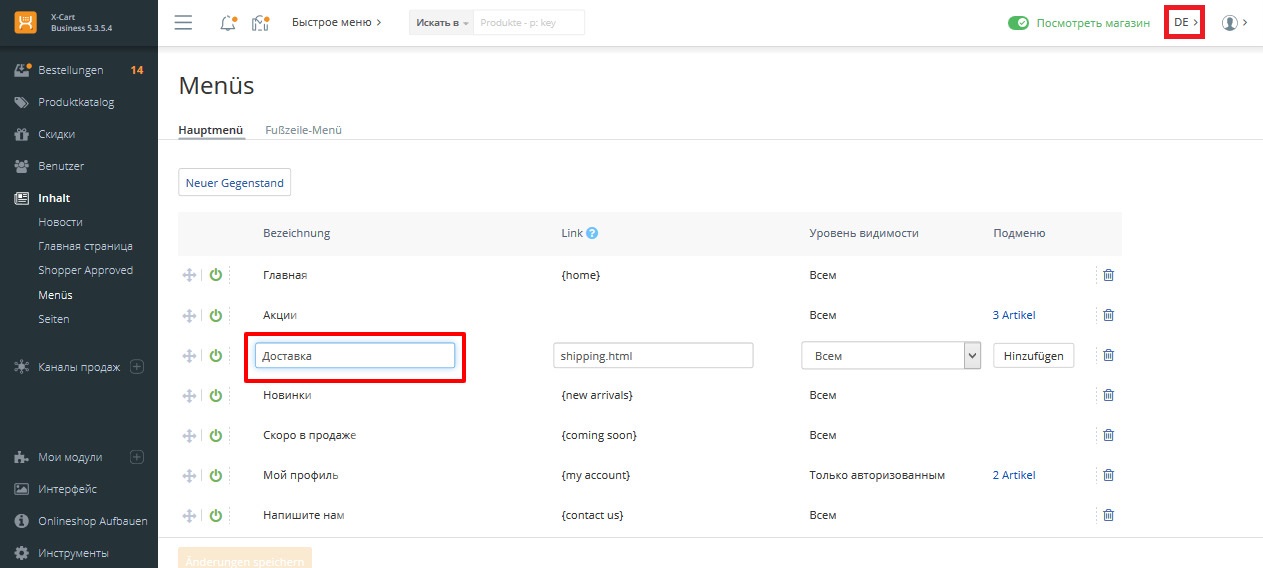 X-Cart
Business 5.3.5.4
Быстрое меню
Искать в
Produkte - p: key
Посмотреть магазин
DE
Bestellungen 14
Produktkatalog
Скидки
Benutzer
Inhalt
Новости
Главная страница
Shopper Approved
Menüs
Seiten
Каналы продаж
Мои модули
Интерфейс
Onlineshop Aufbauen
Инструменты
Menüs
Hauptmenü Fußzeile-Menü
Neuer Gegenstand
Bezeichnung Link ? Уровень видимости Подменю
Главная {home} Всем
Акции Всем 3 Artikel
Доставка shipping.html Всем Hinzufügen
Новинки {new arrivals} Всем
Скоро в продаже {coming soon} Всем
Мой профиль {my account} Только авторизованным 2 Artikel
Напишите нам {contact us} Всем
Änderungen speichern